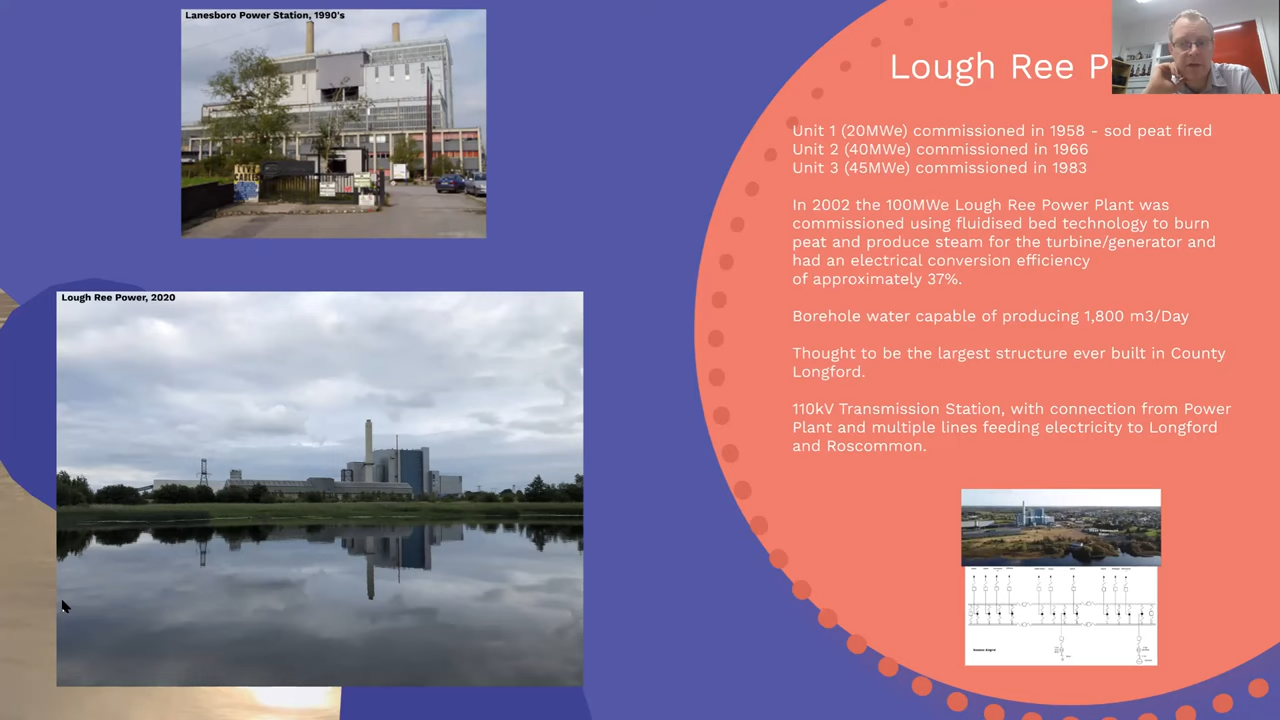 Lanesboro Power Station, 1990's
Lough Ree Power, 2020
Lough Ree P
Unit 1 (20MWe) commissioned in 1958 - sod peat fired
Unit 2 (40MWe) commissioned in 1966
Unit 3 (45MWe) commissioned in 1983
In 2002 the 100MWe Lough Ree Power Plant was
commissioned using fluidised bed technology to burn
peat and produce steam for the turbine/generator and
had an electrical conversion efficiency
of approximately 37%.
Borehole water capable of producing 1,800 m3/Day
Thought to be the largest structure ever built in County
Longford.
110kV Transmission Station, with connection from Power
Plant and multiple lines feeding electricity to Longford
and Roscommon.